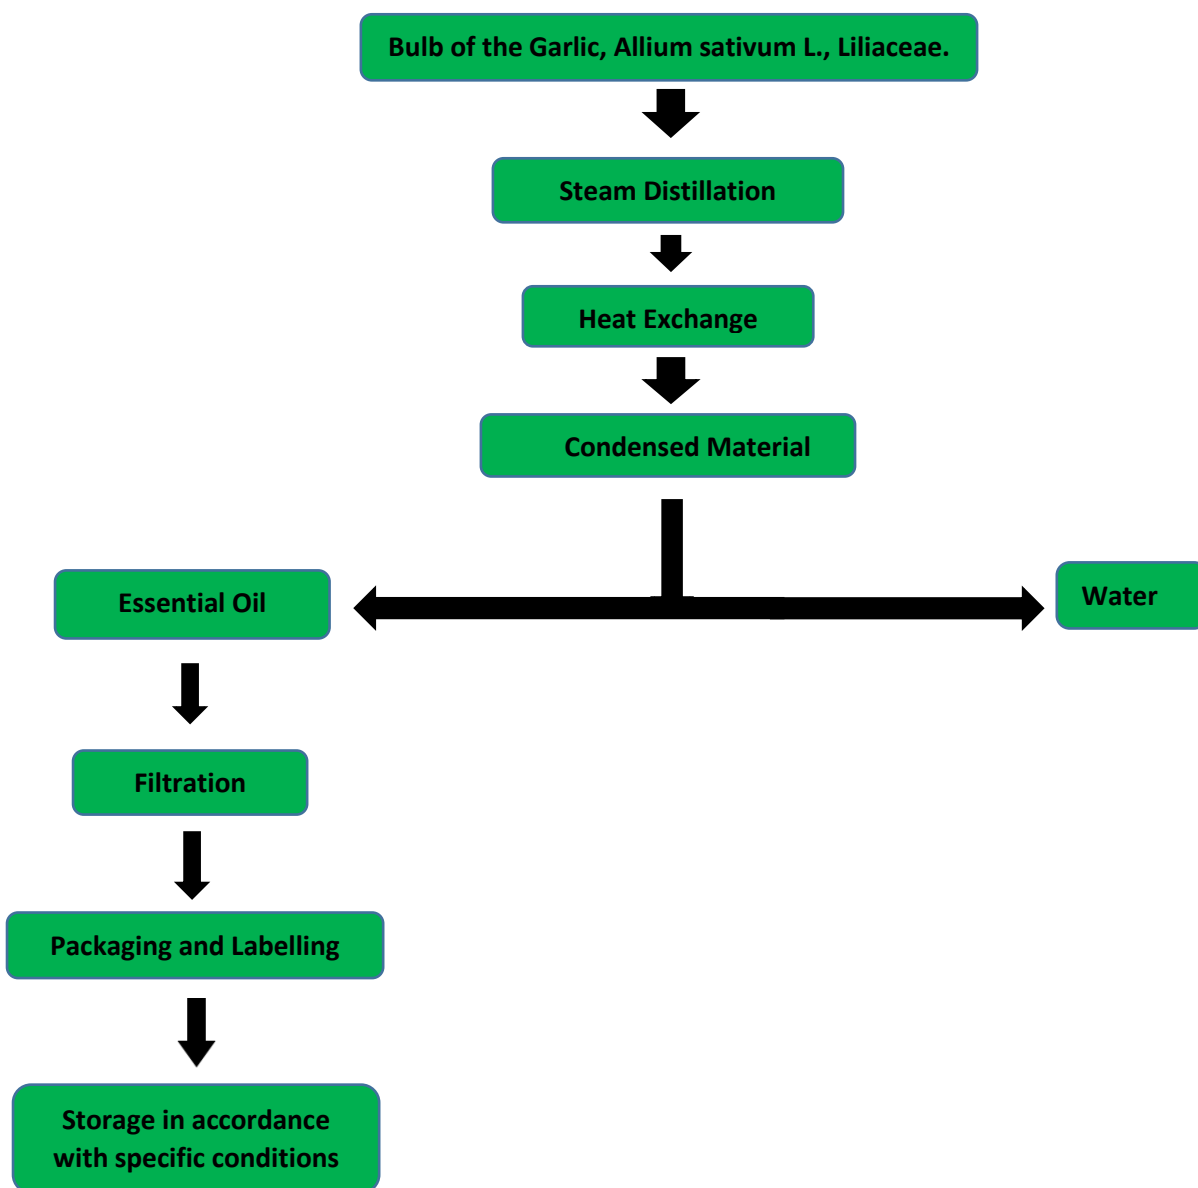 Bulb of the Garlic, Allium sativum L., Liliaceae.
Steam Distillation
Heat Exchange
Condensed Material
Essential Oil
Water
Filtration
Packaging and Labelling
Storage in accordance
with specific conditions